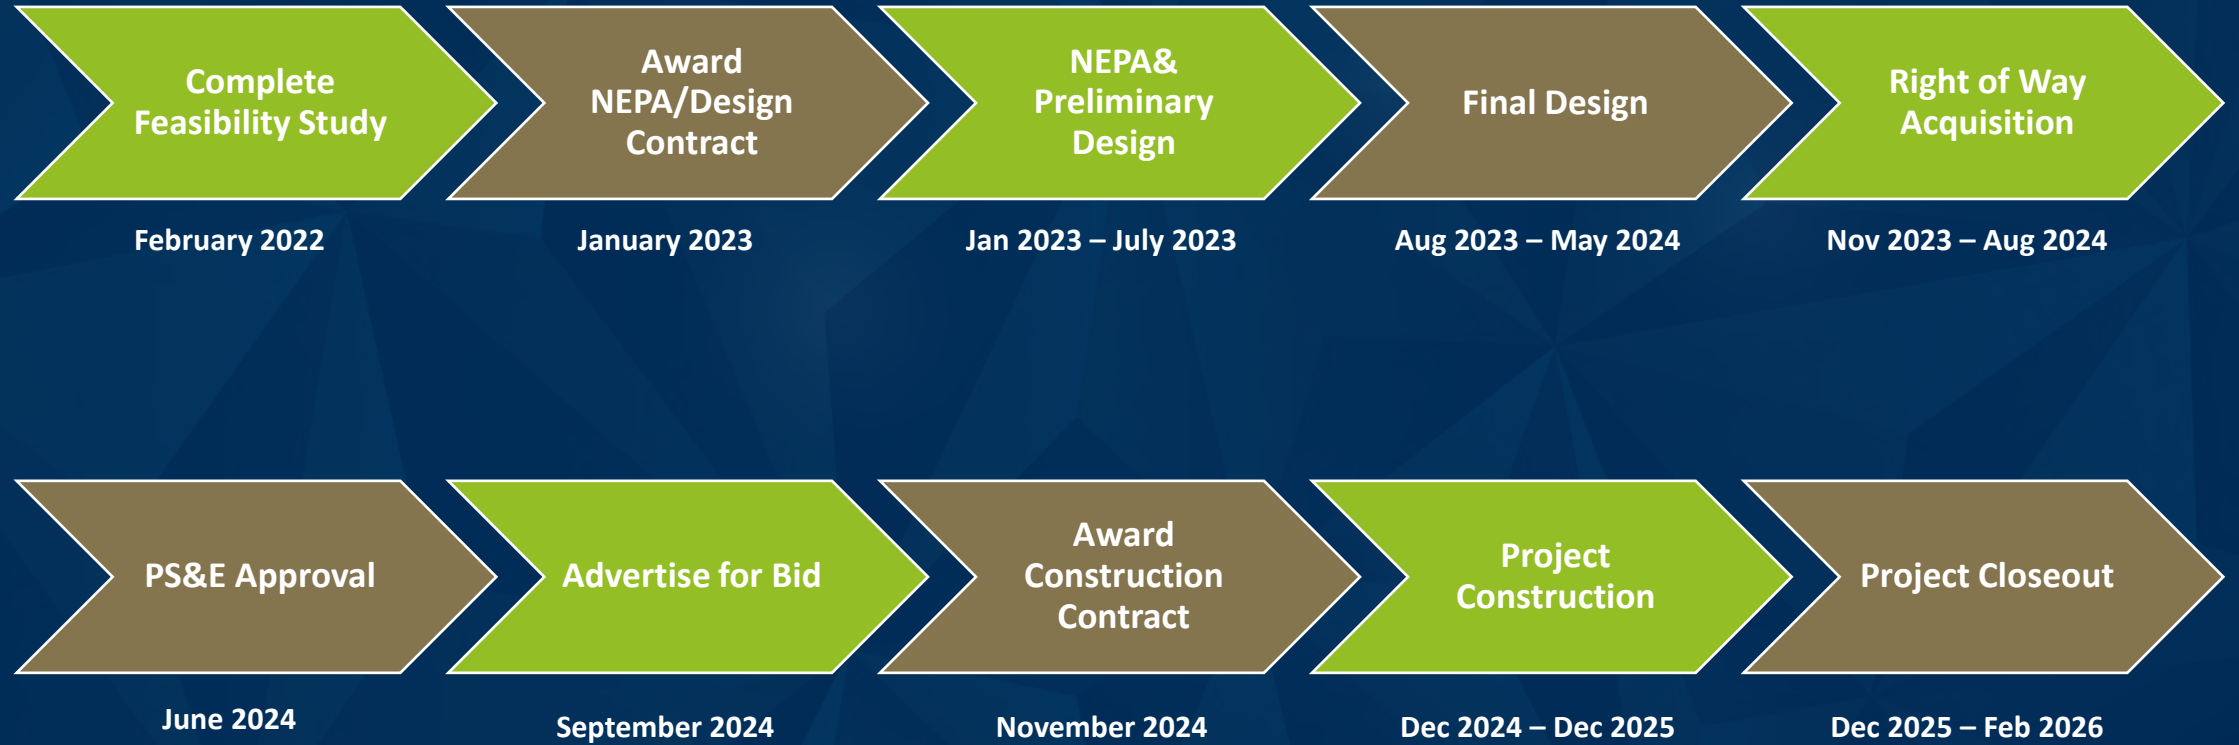 Complete
Feasibility Study
February 2022
Award
NEPA/Design
Contract
January 2023
NEPA&
Preliminary
Design
Jan 2023 – July 2023
Final Design
Aug 2023 – May 2024
Right of Way
Acquisition
Nov 2023 – Aug 2024
PS&E Approval
June 2024
Advertise for Bid
September 2024
Award
Construction
Contract
November 2024
Project
Construction
Dec 2024 – Dec 2025
Project Closeout
Dec 2025 – Feb 2026